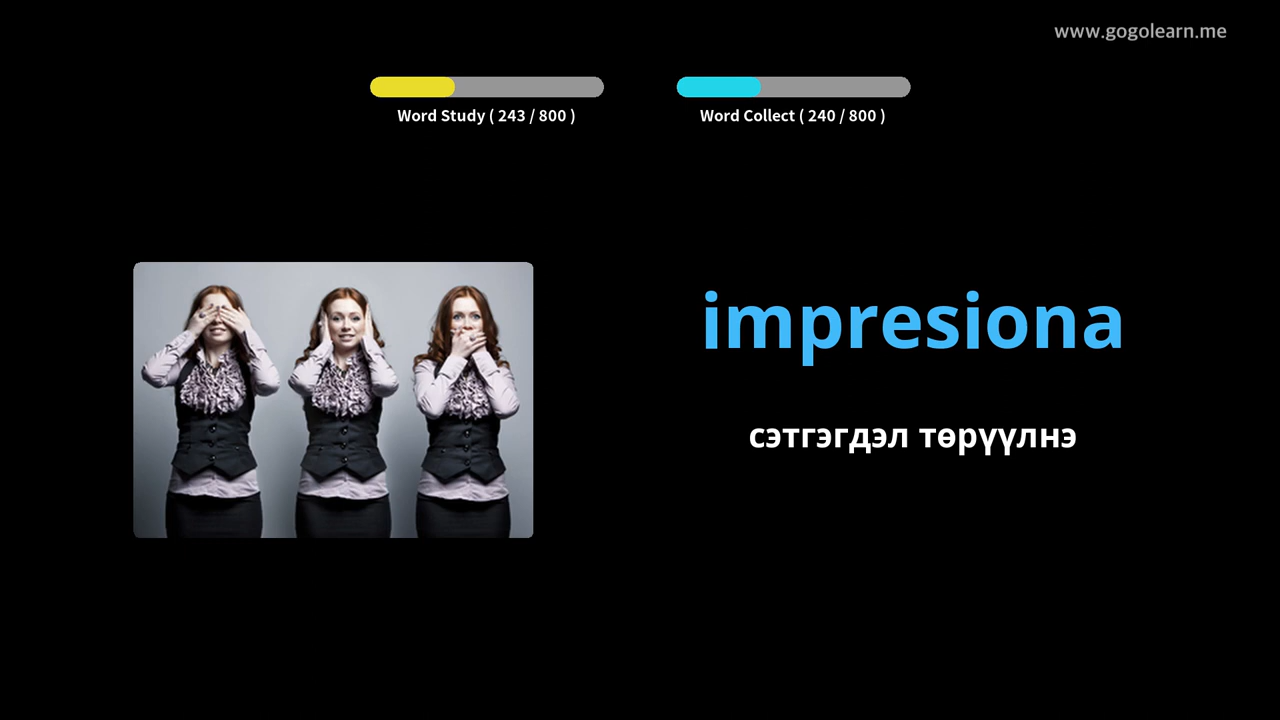 www.gogolearn.me
Word Study ( 243 / 800 )
Word Collect ( 240 / 800 )
impresiona
сэтгэгдэл төрүүлнэ